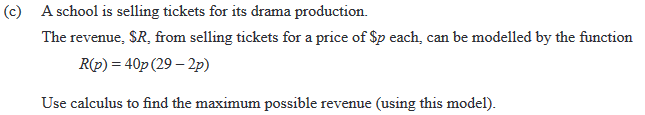 (c) A school is selling tickets for its drama production.
The revenue, $R, from selling tickets for a price of $p each, can be modelled by the function
R(p) = 40p (29 – 2p)
Use calculus to find the maximum possible revenue (using this model).